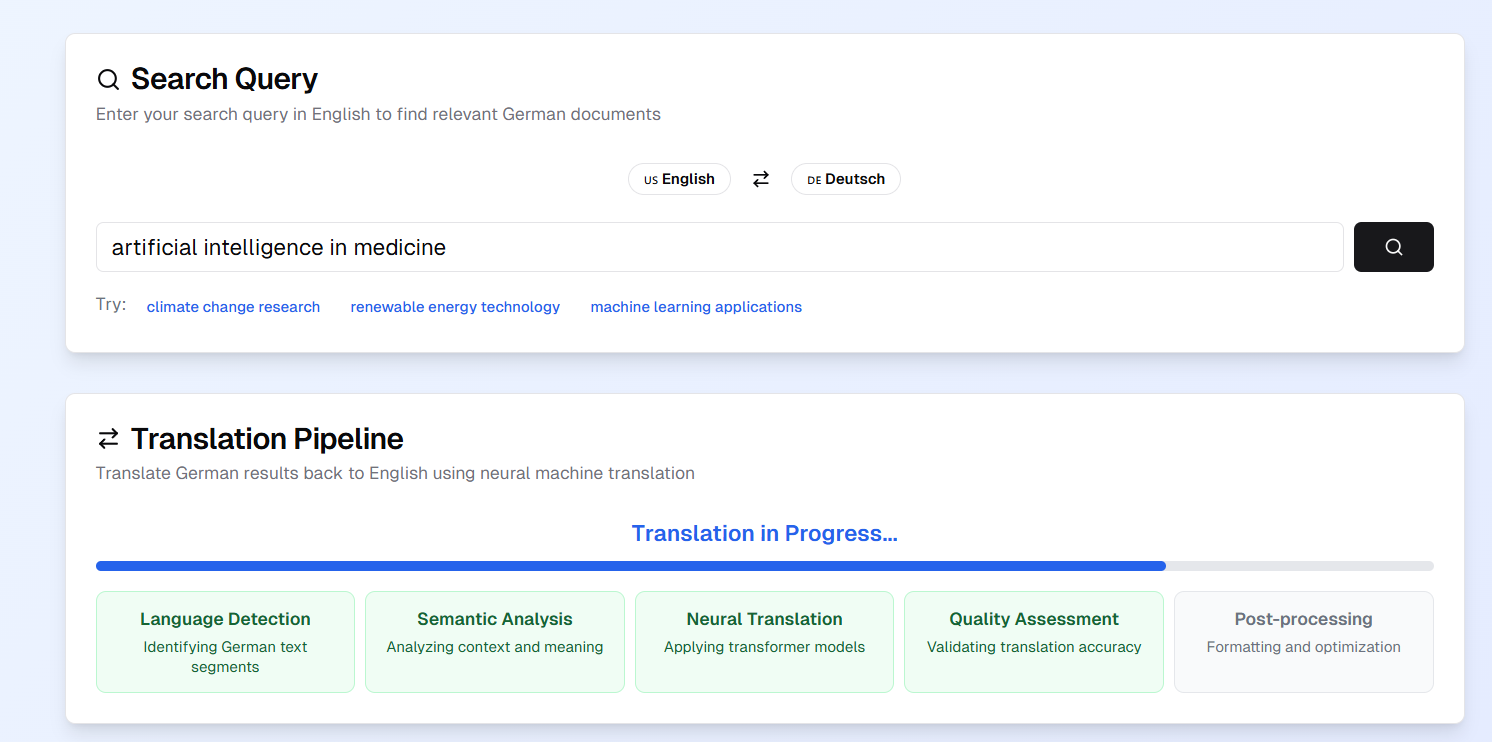 Search Query
Enter your search query in English to find relevant German documents
US English
DE Deutsch
artificial intelligence in medicine
Try: climate change research renewable energy technology machine learning applications
Translation Pipeline
Translate German results back to English using neural machine translation
Translation in Progress...
Language Detection
Identifying German text
segments
Semantic Analysis
Analyzing context and meaning
Neural Translation
Applying transformer models
Quality Assessment
Validating translation accuracy
Post-processing
Formatting and optimization